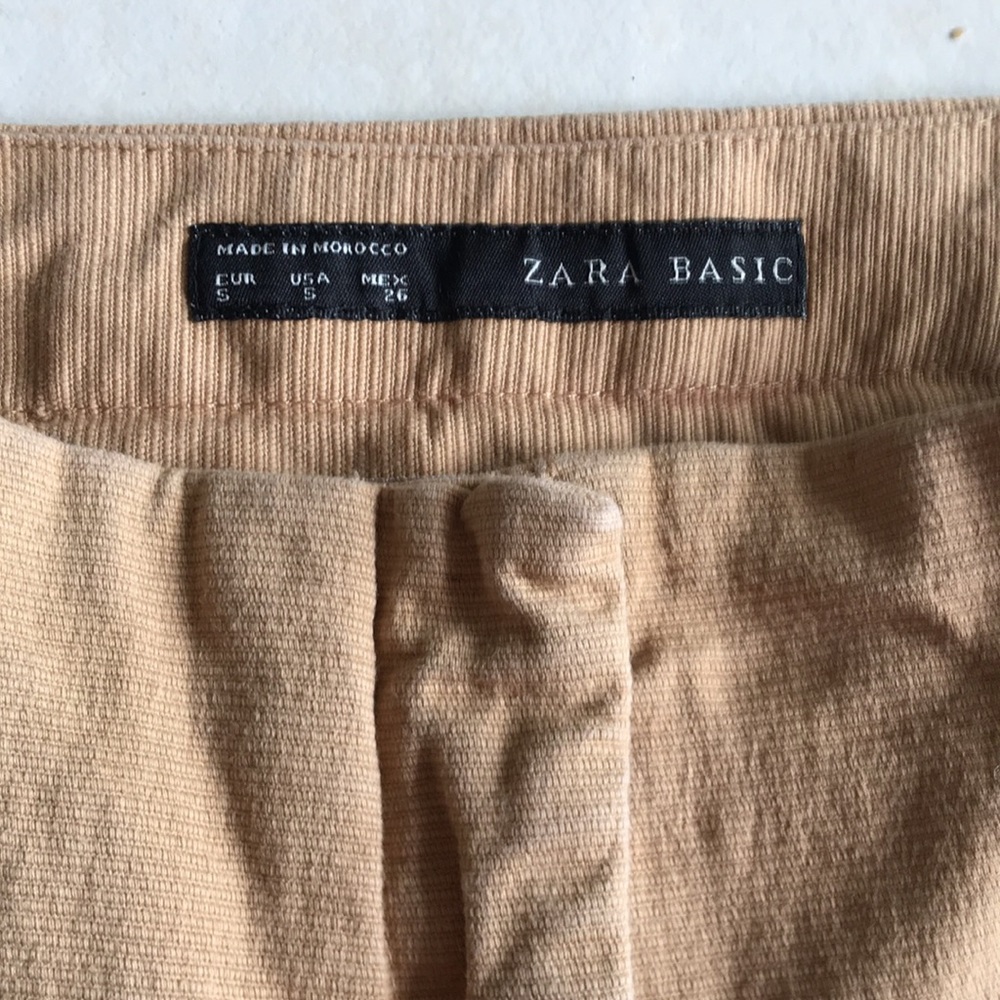 MADE IN MOROCCO
EUR USA MEX
S S 26
ZARA BASIC